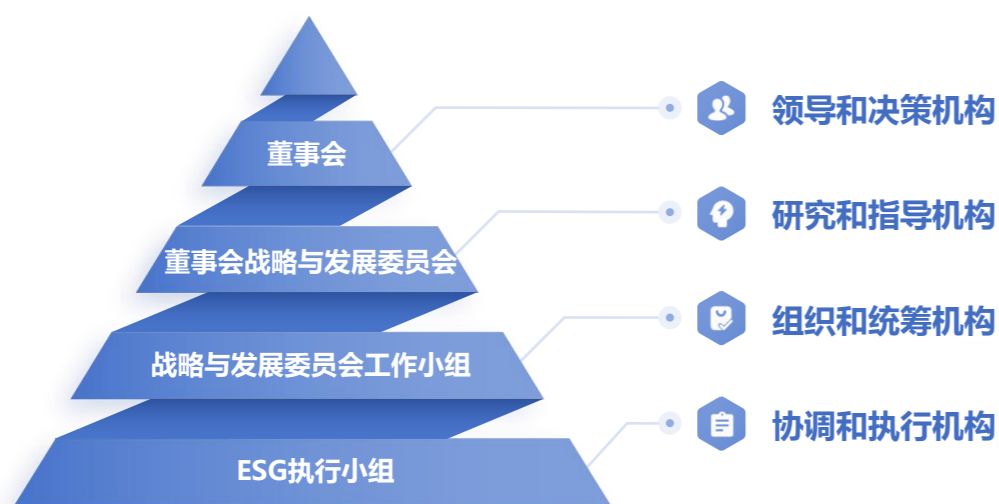 董事会
领导和决策机构
董事会战略与发展委员会
研究和指导机构
战略与发展委员会工作小组
组织和统筹机构
ESG执行小组
协调和执行机构